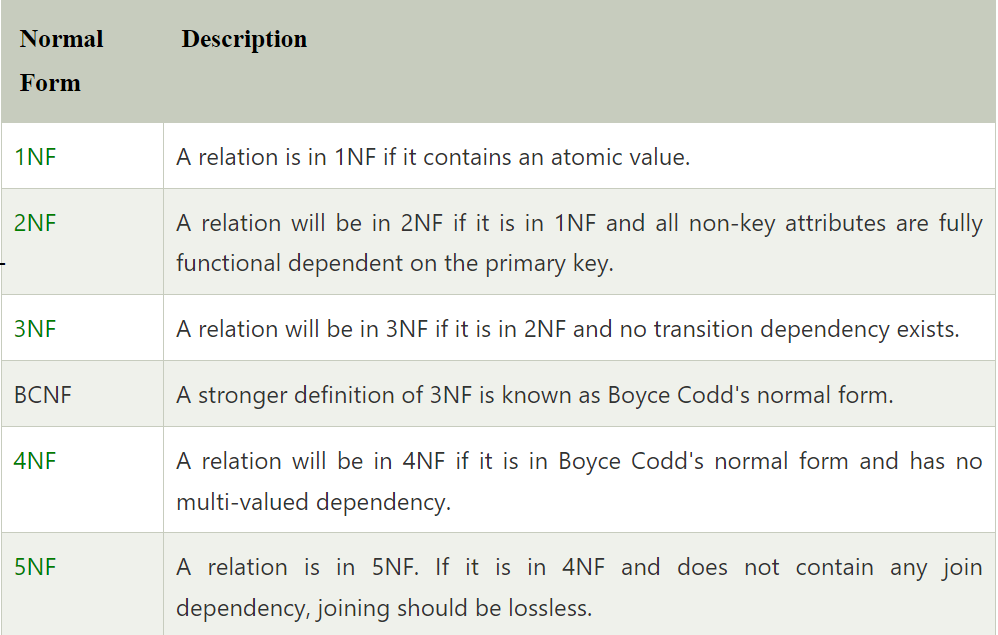 Normal Form
Description
1NF
A relation is in 1NF if it contains an atomic value.
2NF
A relation will be in 2NF if it is in 1NF and all non-key attributes are fully
functional dependent on the primary key.
3NF
A relation will be in 3NF if it is in 2NF and no transition dependency exists.
BCNF
A stronger definition of 3NF is known as Boyce Codd's normal form.
4NF
A relation will be in 4NF if it is in Boyce Codd's normal form and has no
multi-valued dependency.
5NF
A relation is in 5NF. If it is in 4NF and does not contain any join
dependency, joining should be lossless.